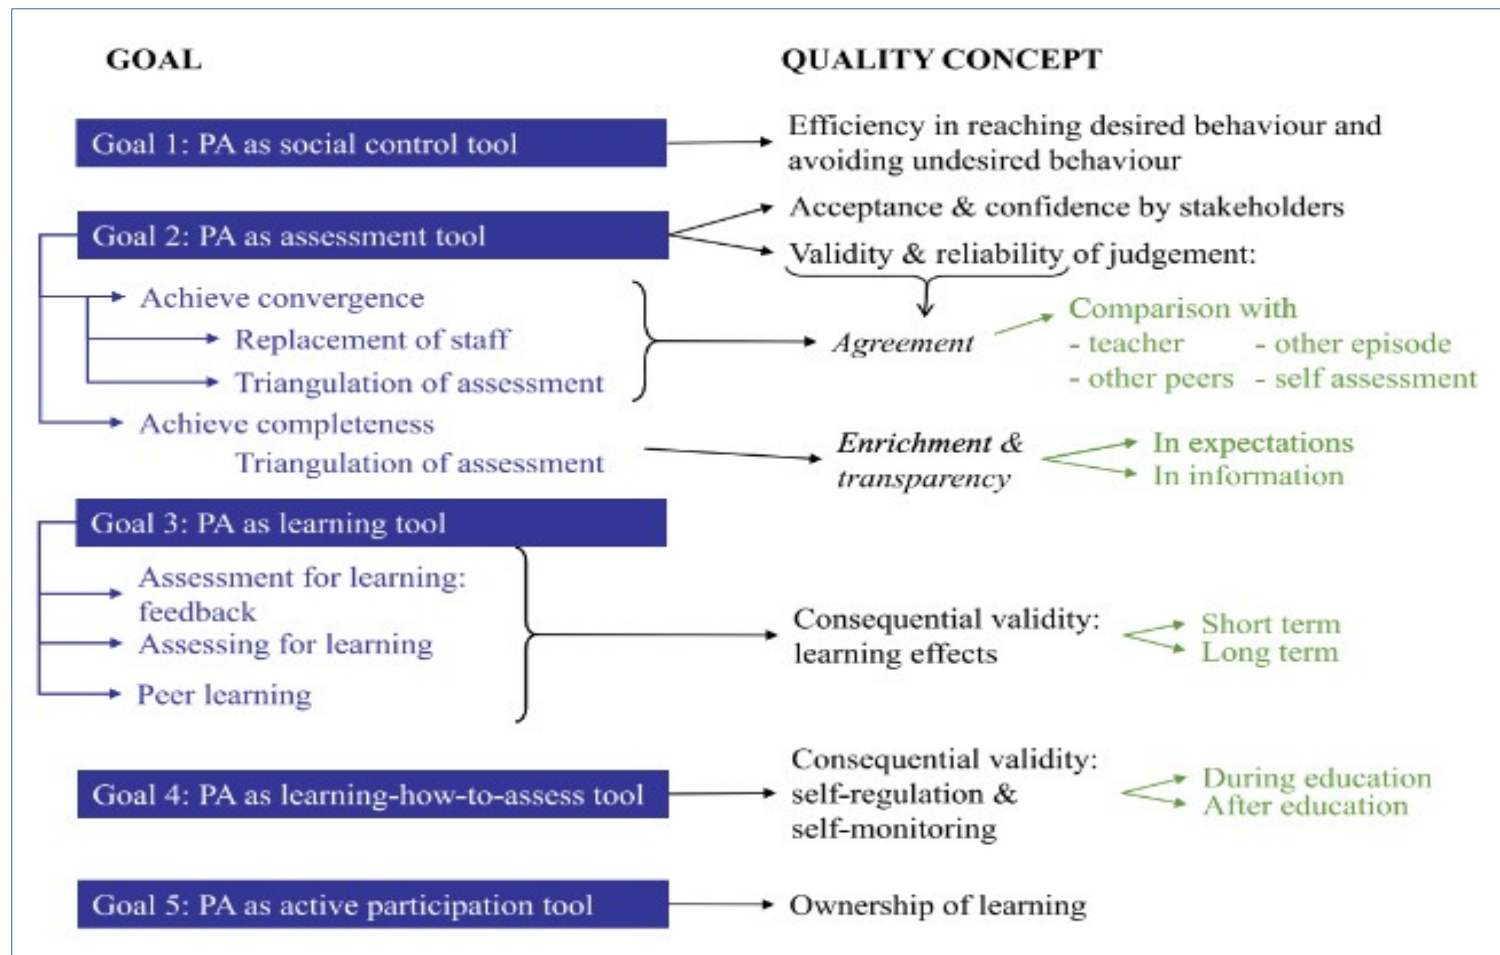 GOAL
QUALITY CONCEPT
Goal 1: PA as social control tool
Efficiency in reaching desired behaviour and
avoiding undesired behaviour
Goal 2: PA as assessment tool
Acceptance & confidence by stakeholders
Validity & reliability of judgement:
Achieve convergence
Replacement of staff
Triangulation of assessment
Agreement
Comparison with
- teacher - other episode
- other peers - self assessment
Achieve completeness
Triangulation of assessment
Enrichment &
transparency
In expectations
In information
Goal 3: PA as learning tool
Assessment for learning:
feedback
Assessing for learning
Peer learning
Consequential validity:
learning effects
Short term
Long term
Goal 4: PA as learning-how-to-assess tool
Consequential validity:
self-regulation &
self-monitoring
During education
After education
Goal 5: PA as active participation tool
Ownership of learning